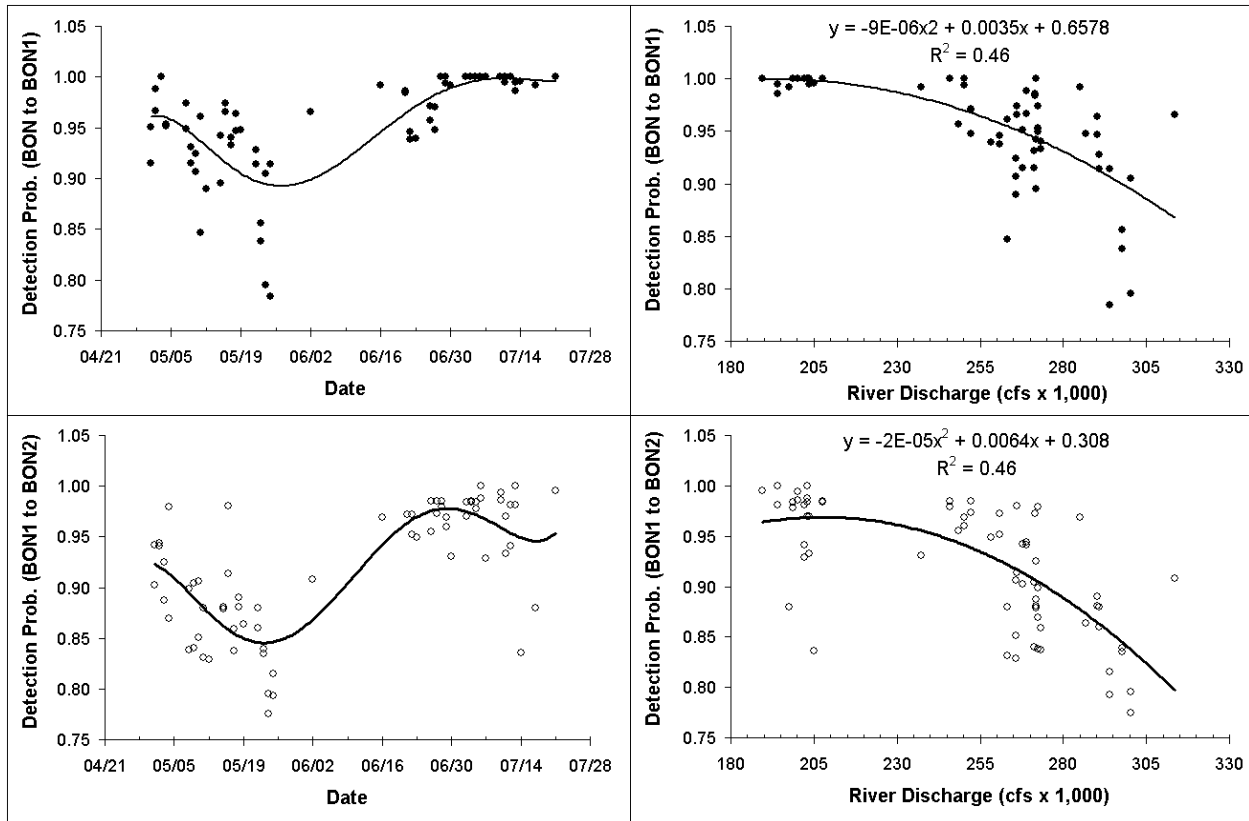 Detection Prob. (BON to BON1)
1.05
1.00
0.95
0.90
0.85
0.80
0.75
04/21 05/05 05/19 06/02 06/16 06/30 07/14 07/28
Date
y = -9E-06x2 + 0.0035x + 0.6578
R² = 0.46
Detection Prob. (BON to BON1)
1.05
1.00
0.95
0.90
0.85
0.80
0.75
180 205 230 255 280 305 330
River Discharge (cfs x 1,000)
Detection Prob. (BON1 to BON2)
1.05
1.00
0.95
0.90
0.85
0.80
0.75
04/21 05/05 05/19 06/02 06/16 06/30 07/14 07/28
Date
y = -2E-05x² + 0.0064x + 0.308
R² = 0.46
Detection Prob. (BON1 to BON2)
1.05
1.00
0.95
0.90
0.85
0.80
0.75
180 205 230 255 280 305 330
River Discharge (cfs x 1,000)